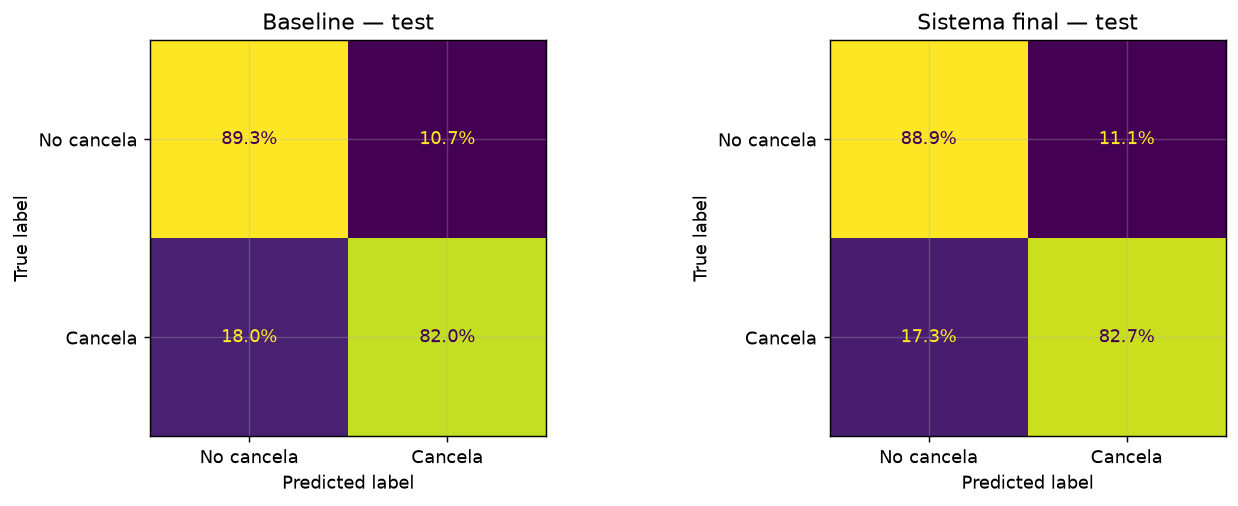 Baseline — test
No cancela
89.3%
10.7%
True label
Cancela
18.0%
82.0%
No cancela
Cancela
Predicted label
Sistema final — test
No cancela
88.9%
11.1%
True label
Cancela
17.3%
82.7%
No cancela
Cancela
Predicted label